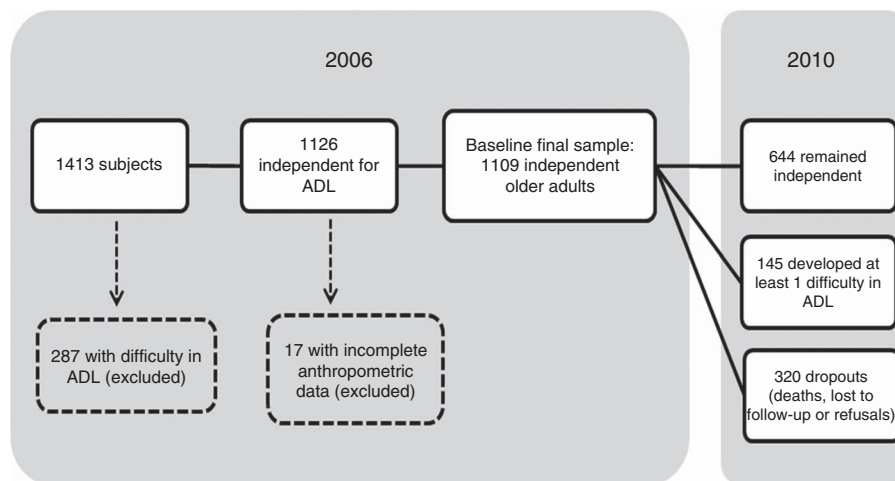 2006
1413 subjects
1126
independent for
ADL
Baseline final sample:
1109 independent
older adults
287 with difficulty in
ADL (excluded)
17 with incomplete
anthropometric
data (excluded)
2010
644 remained
independent
145 developed at
least 1 difficulty in
ADL
320 dropouts
(deaths, lost to
follow-up or refusals)